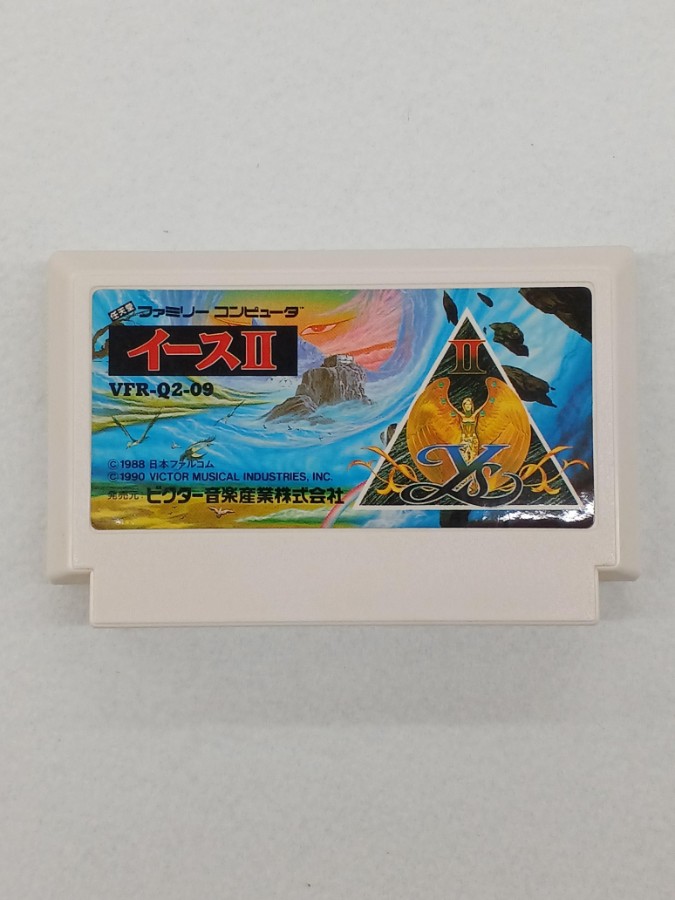 任天堂 ファミリー コンピュータ™
イースⅡ
VFR-Q2-09
© 1988 日本ファルコム
© 1990 VICTOR MUSICAL INDUSTRIES, INC.
発売元: ビクター音楽産業株式会社
Ⅱ
Ys